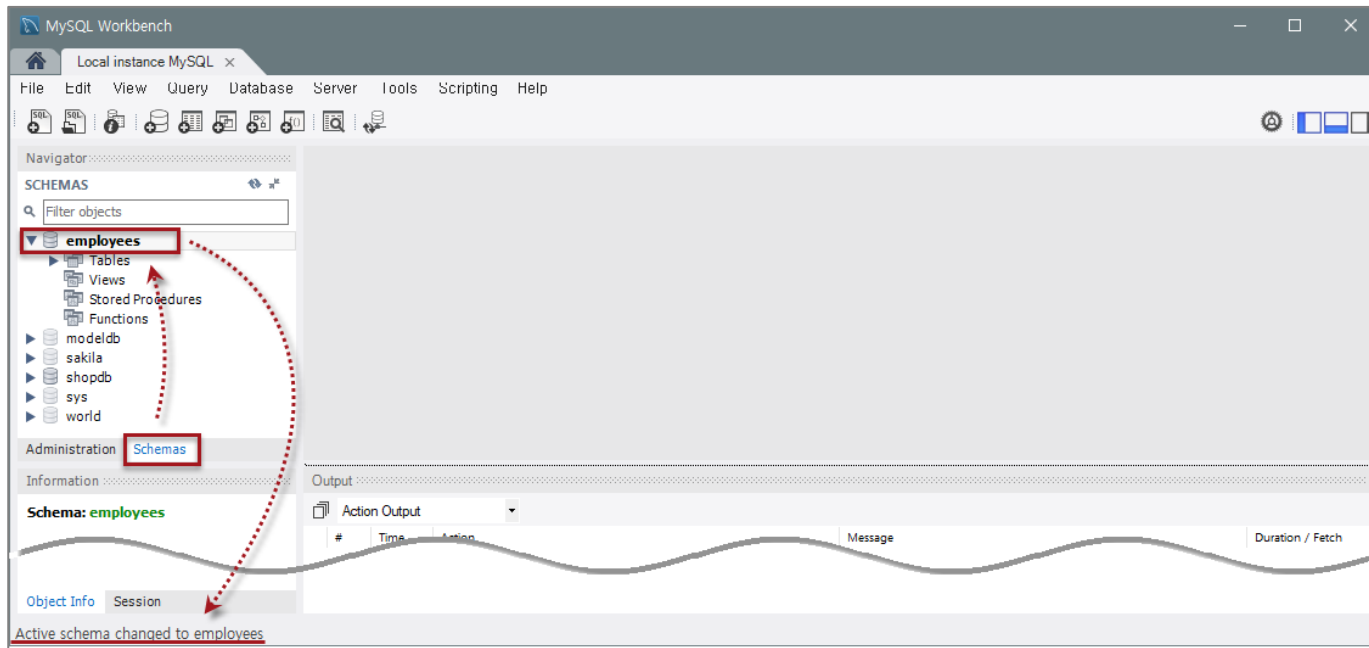 MySQL Workbench
Local instance MySQL
File Edit View Query Database Server Tools Scripting Help
Navigator
SCHEMAS
Filter objects
employees
Tables
Views
Stored Procedures
Functions
modeldb
sakila
shopdb
sys
world
Administration Schemas
Information
Schema: employees
Object Info Session
Output
Action Output
# Time Action Message Duration / Fetch
Active schema changed to employees